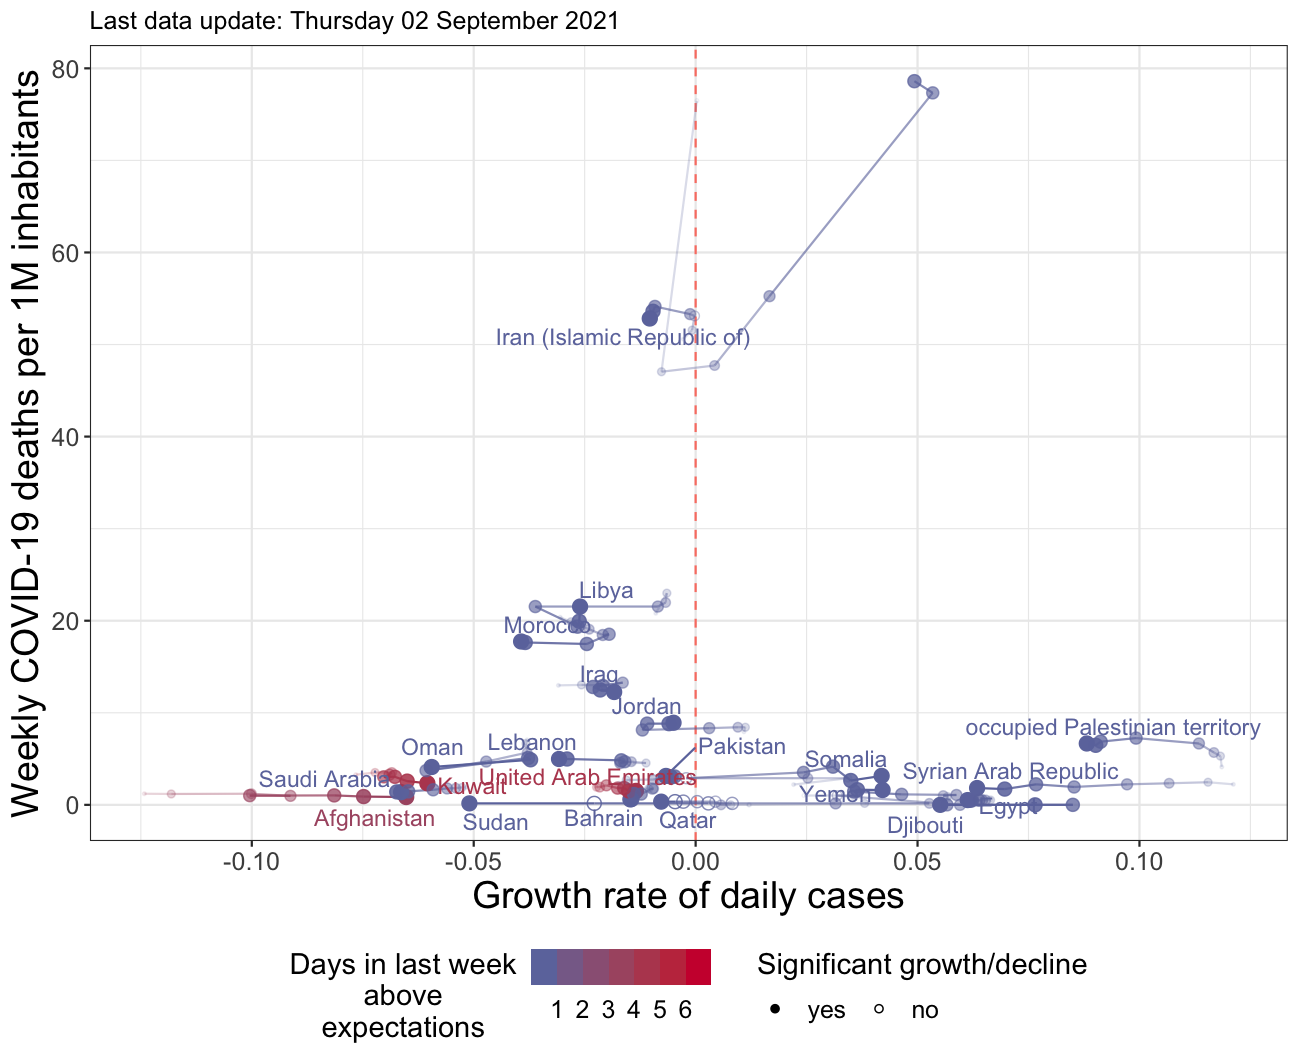 Last data update: Thursday 02 September 2021
Weekly COVID-19 deaths per 1M inhabitants
80
60
40
20
0
Iran (Islamic Republic of)
Libya
Morocco
Iraq
Jordan
occupied Palestinian territory
Oman
Lebanon
Pakistan
Somalia
Saudi Arabia
Kuwait
United Arab Emirates
Syrian Arab Republic
Yemen
Egypt
Afghanistan
Sudan
Bahrain
Qatar
Djibouti
-0.10
-0.05
0.00
0.05
0.10
Growth rate of daily cases
Days in last week
above
expectations
1 2 3 4 5 6
Significant growth/decline
yes
no